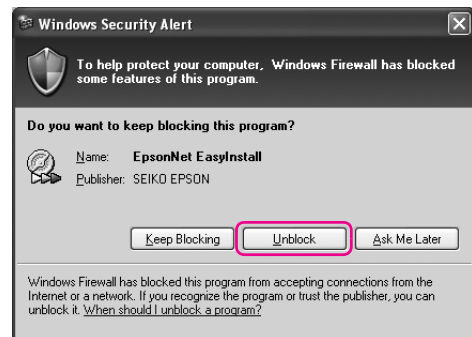 Windows Security Alert
To help protect your computer, Windows Firewall has blocked
some features of this program.
Do you want to keep blocking this program?
Name: EpsonNet EasyInstall
Publisher: SEIKO EPSON
Keep Blocking Unblock Ask Me Later
Windows Firewall has blocked this program from accepting connections from the
Internet or a network. If you recognize the program or trust the publisher, you can
unblock it. When should I unblock a program?